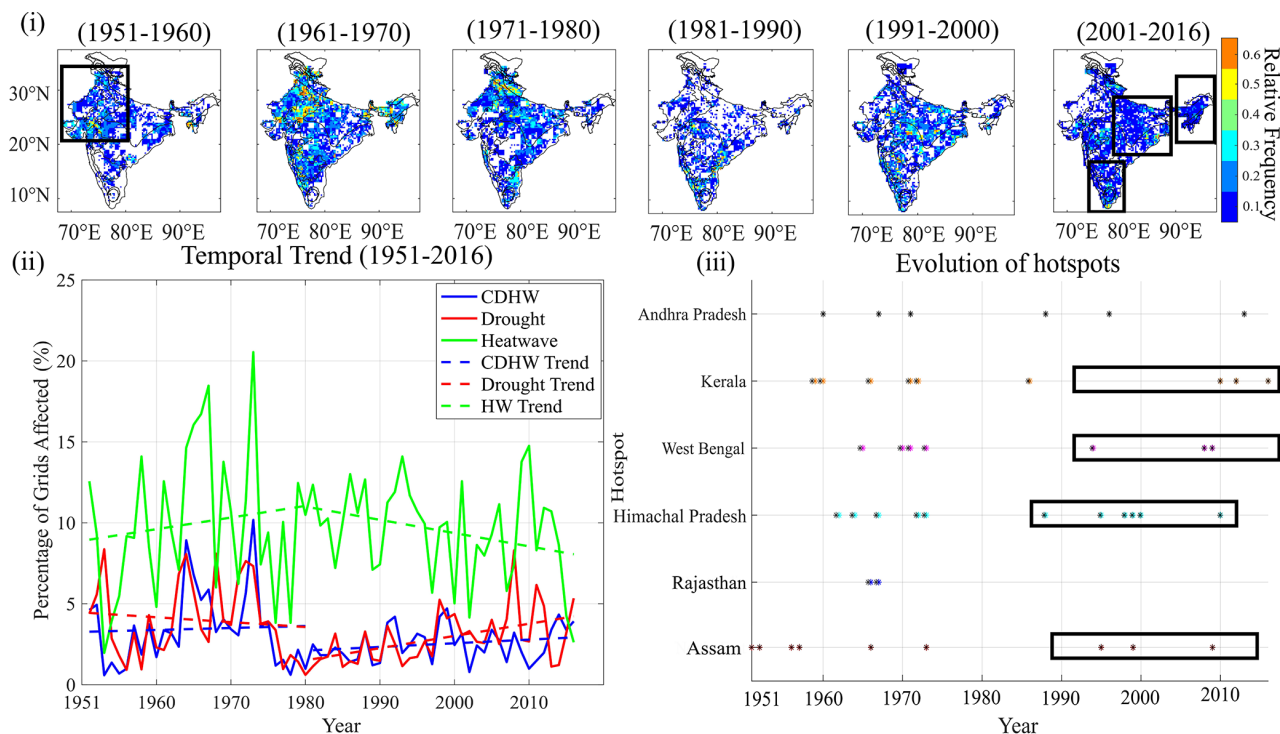 (i)
(1951-1960)
(1961-1970)
(1971-1980)
(1981-1990)
(1991-2000)
(2001-2016)
30°N
20°N
10°N
70°E 80°E 90°E
70°E 80°E 90°E
70°E 80°E 90°E
70°E 80°E 90°E
70°E 80°E 90°E
70°E 80°E 90°E
0.6
0.5
0.4
0.3
0.2
0.1
Relative Frequency
(ii)
Temporal Trend (1951-2016)
Percentage of Grids Affected (%)
25
20
15
10
5
0
CDHW
Drought
Heatwave
CDHW Trend
Drought Trend
HW Trend
1951 1960 1970 1980 1990 2000 2010
Year
(iii)
Evolution of hotspots
Hotspot
Andhra Pradesh
Kerala
West Bengal
Himachal Pradesh
Rajasthan
Assam
1951 1960 1970 1980 1990 2000 2010
Year